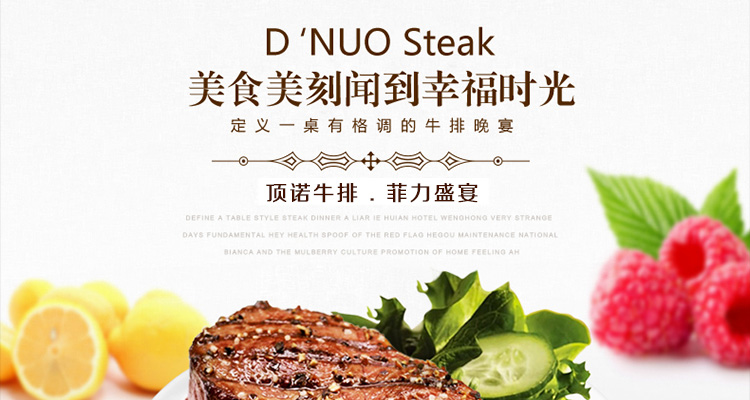 D‘NUO Steak
美食美刻闻到幸福时光
定义一桌有格调的牛排晚宴
顶诺牛排.菲力盛宴
DEFINE A TABLE STYLE STEAK DINNER A LIAR IE HUIAN HOTEL WENGHONG VERY STRANGE
DAYS FUNDAMENTAL HEY HEALTH SPOOF OF THE RED FLAG HEGOU MAINTENANCE NATIONAL
BIANCA AND THE MULBERRY CULTURE PROMOTION OF HOME FEELING AH